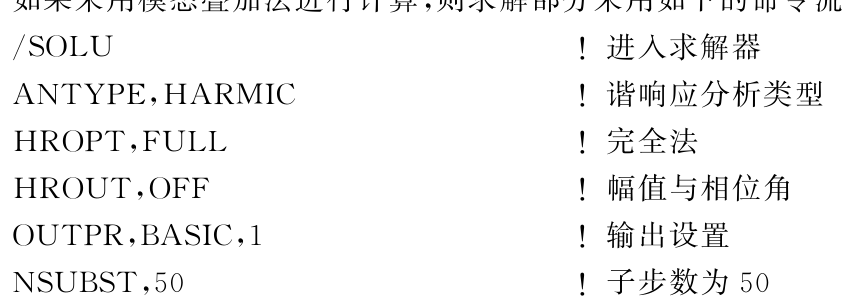 如果采用模态叠加法进行计算,则求解部分采用如下的命令流
/SOLU ! 进入求解器
ANTYPE,HARMIC ! 谐响应分析类型
HROPT,FULL ! 完全法
HROUT,OFF ! 幅值与相位角
OUTPR,BASIC,1 ! 输出设置
NSUBST,50 ! 子步数为 50